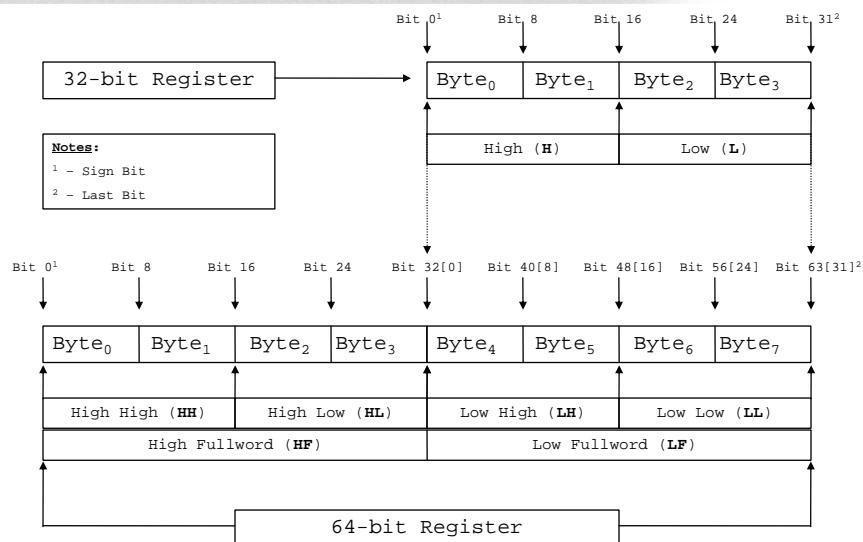 Bit 0¹ Bit 8 Bit 16 Bit 24 Bit 31²
32-bit Register Byte₀ Byte₁ Byte₂ Byte₃
High (H) Low (L)
Notes:
¹ - Sign Bit
² - Last Bit
Bit 0¹ Bit 8 Bit 16 Bit 24 Bit 32[0] Bit 40[8] Bit 48[16] Bit 56[24] Bit 63[31]²
Byte₀ Byte₁ Byte₂ Byte₃ Byte₄ Byte₅ Byte₆ Byte₇
High High (HH) High Low (HL) Low High (LH) Low Low (LL)
High Fullword (HF) Low Fullword (LF)
64-bit Register